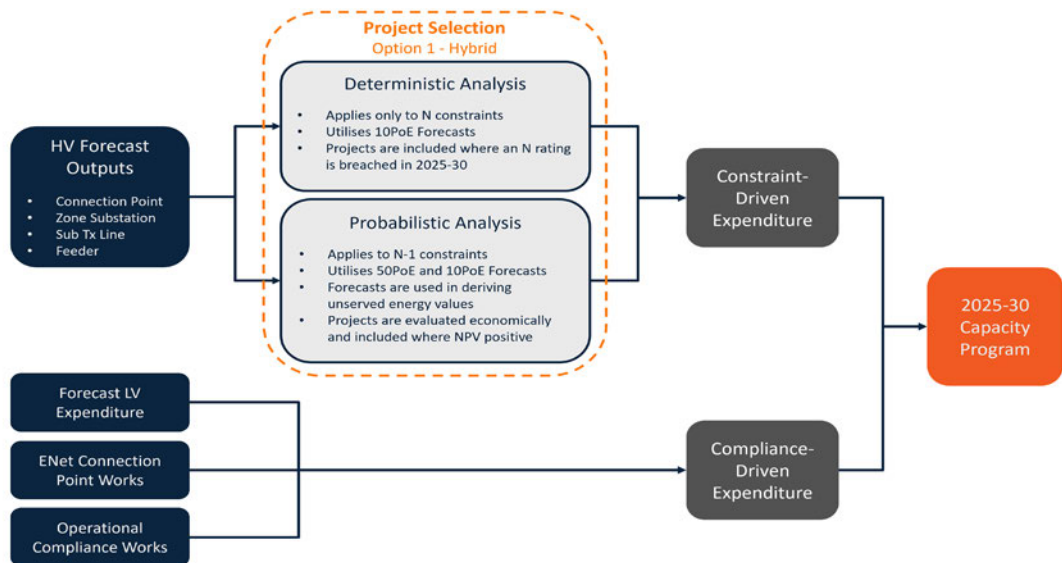 Project Selection
Option 1 - Hybrid
Deterministic Analysis
• Applies only to N constraints
• Utilises 10PoE Forecasts
• Projects are included where an N rating
is breached in 2025-30
HV Forecast
Outputs
• Connection Point
• Zone Substation
• Sub Tx Line
• Feeder
Probabilistic Analysis
• Applies to N-1 constraints
• Utilises 50PoE and 10PoE Forecasts
• Forecasts are used in deriving
unserved energy values
• Projects are evaluated economically
and included where NPV positive
Constraint-
Driven
Expenditure
2025-30
Capacity
Program
Forecast LV
Expenditure
ENet Connection
Point Works
Operational
Compliance Works
Compliance-
Driven
Expenditure